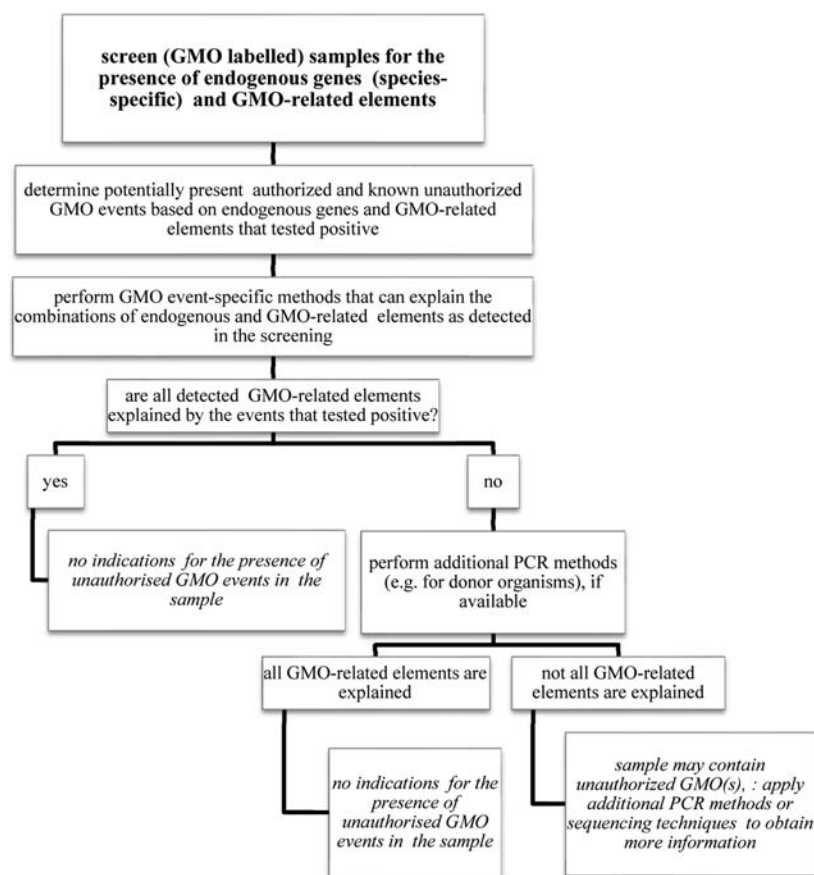 screen (GMO labelled) samples for the
presence of endogenous genes (species-
specific) and GMO-related elements
determine potentially present authorized and known unauthorized
GMO events based on endogenous genes and GMO-related
elements that tested positive
perform GMO event-specific methods that can explain the
combinations of endogenous and GMO-related elements as detected
in the screening
are all detected GMO-related elements
explained by the events that tested positive?
yes
no
no indications for the presence of
unauthorised GMO events in the
sample
perform additional PCR methods
(e.g. for donor organisms), if
available
all GMO-related elements are
explained
not all GMO-related
elements are explained
no indications for the
presence of
unauthorised GMO
events in the sample
sample may contain
unauthorized GMO(s), : apply
additional PCR methods or
sequencing techniques to obtain
more information